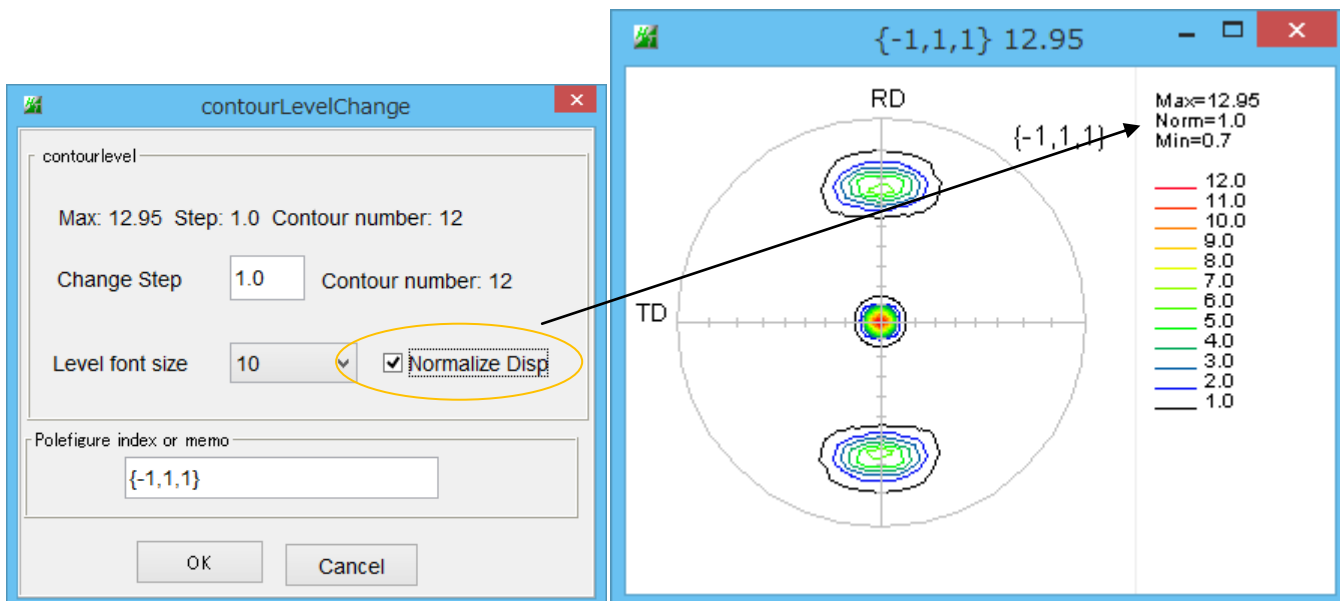 contourLevelChange
contourlevel
Max: 12.95 Step: 1.0 Contour number: 12
Change Step 1.0 Contour number: 12
Level font size 10 Normalize Disp
Polefigure index or memo
{-1,1,1}
OK Cancel
{-1,1,1} 12.95
RD
{-1,1,1}
TD
Max=12.95
Norm=1.0
Min=0.7
12.0
11.0
10.0
9.0
8.0
7.0
6.0
5.0
4.0
3.0
2.0
1.0